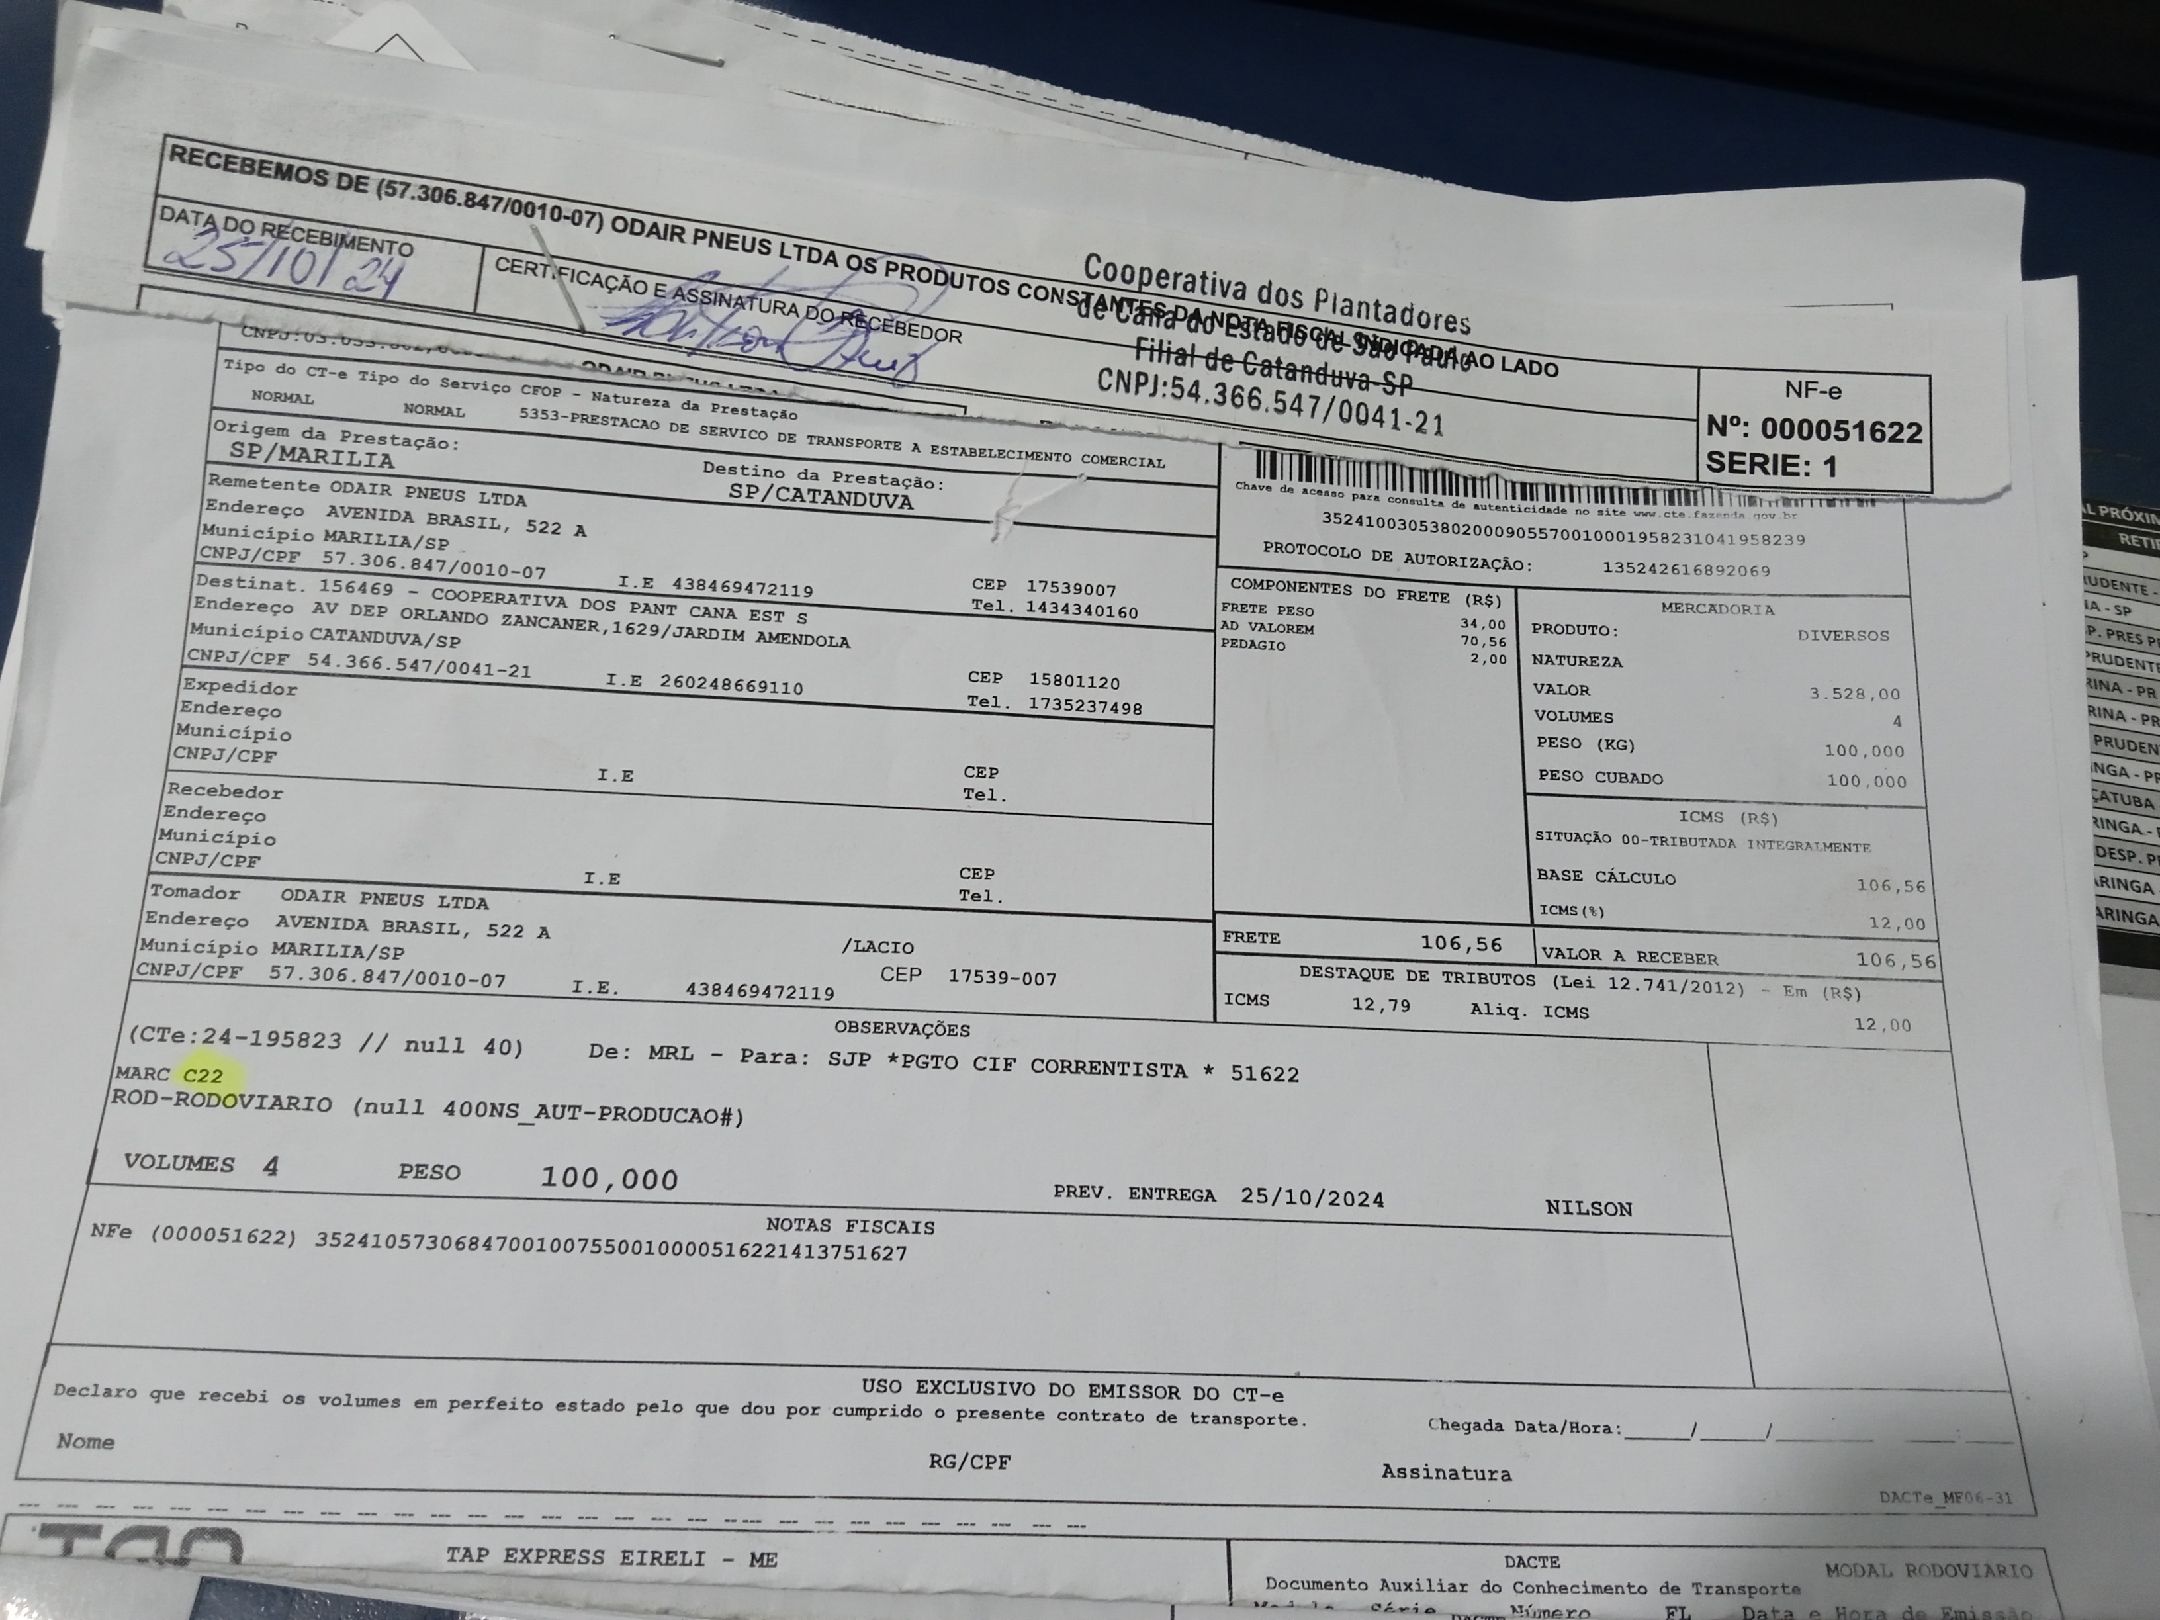 RECEBEMOS DE (57.306.847/0010-07) ODAIR PNEUS LTDA OS PRODUTOS CONSTANTES DA NOTA FISCAL INDICADA AO LADO
DATA DO RECEBIMENTO
25/10/24
CERTIFICAÇÃO E ASSINATURA DO RECEBEDOR
Cooperativa dos Plantadores
de Cana do Estado de São Paulo
Filial de Catanduva-SP
CNPJ:54.366.547/0041-21
NF-e
Nº: 000051622
SERIE: 1
Tipo do CT-e Tipo do Serviço CFOP - Natureza da Prestação
NORMAL NORMAL 5353-PRESTACAO DE SERVICO DE TRANSPORTE A ESTABELECIMENTO COMERCIAL
Origem da Prestação:
SP/MARILIA
Destino da Prestação:
SP/CATANDUVA
Remetente ODAIR PNEUS LTDA
Endereço AVENIDA BRASIL, 522 A
Município MARILIA/SP
CNPJ/CPF 57.306.847/0010-07 I.E 438469472119
CEP 17539007
Tel. 1434340160
Destinat. 156469 - COOPERATIVA DOS PANT CANA EST S
Endereço AV DEP ORLANDO ZANCANER,1629/JARDIM AMENDOLA
Município CATANDUVA/SP
CNPJ/CPF 54.366.547/0041-21 I.E 260248669110
CEP 15801120
Tel. 1735237498
Expedidor
Endereço
Município
CNPJ/CPF I.E
CEP
Tel.
Recebedor
Endereço
Município
CNPJ/CPF I.E
CEP
Tel.
Tomador ODAIR PNEUS LTDA
Endereço AVENIDA BRASIL, 522 A /LACIO
Município MARILIA/SP CEP 17539-007
CNPJ/CPF 57.306.847/0010-07 I.E. 438469472119
Chave de acesso para consulta de autenticidade no site www.cte.fazenda.gov.br
35241003053802000905570010001958231041958239
PROTOCOLO DE AUTORIZAÇÃO: 135242616892069
COMPONENTES DO FRETE (R$)
FRETE PESO 34,00
AD VALOREM 70,56
PEDAGIO 2,00
MERCADORIA
PRODUTO: DIVERSOS
NATUREZA
VALOR 3.528,00
VOLUMES 4
PESO (KG) 100,000
PESO CUBADO 100,000
ICMS (R$)
SITUAÇÃO 00-TRIBUTADA INTEGRALMENTE
BASE CÁLCULO 106,56
ICMS(%) 12,00
FRETE 106,56
VALOR A RECEBER 106,56
DESTAQUE DE TRIBUTOS (Lei 12.741/2012) - Em (R$)
ICMS 12,79 Aliq. ICMS 12,00
OBSERVAÇÕES
(CTe:24-195823 // null 40) De: MRL - Para: SJP *PGTO CIF CORRENTISTA * 51622
MARC C22
ROD-RODOVIARIO (null 400NS_AUT-PRODUCAO#)
VOLUMES 4 PESO 100,000 PREV. ENTREGA 25/10/2024 NILSON
NOTAS FISCAIS
NFe (000051622) 35241057306847001007550010000516221413751627
USO EXCLUSIVO DO EMISSOR DO CT-e
Declaro que recebi os volumes em perfeito estado pelo que dou por cumprido o presente contrato de transporte.
Chegada Data/Hora:_____/_____/
Nome RG/CPF Assinatura
DACTe_MF06-31
TAP EXPRESS EIRELI - ME
DACTE
MODAL RODOVIARIO
Documento Auxiliar do Conhecimento de Transporte
Número FL Data e Hora de Emissão